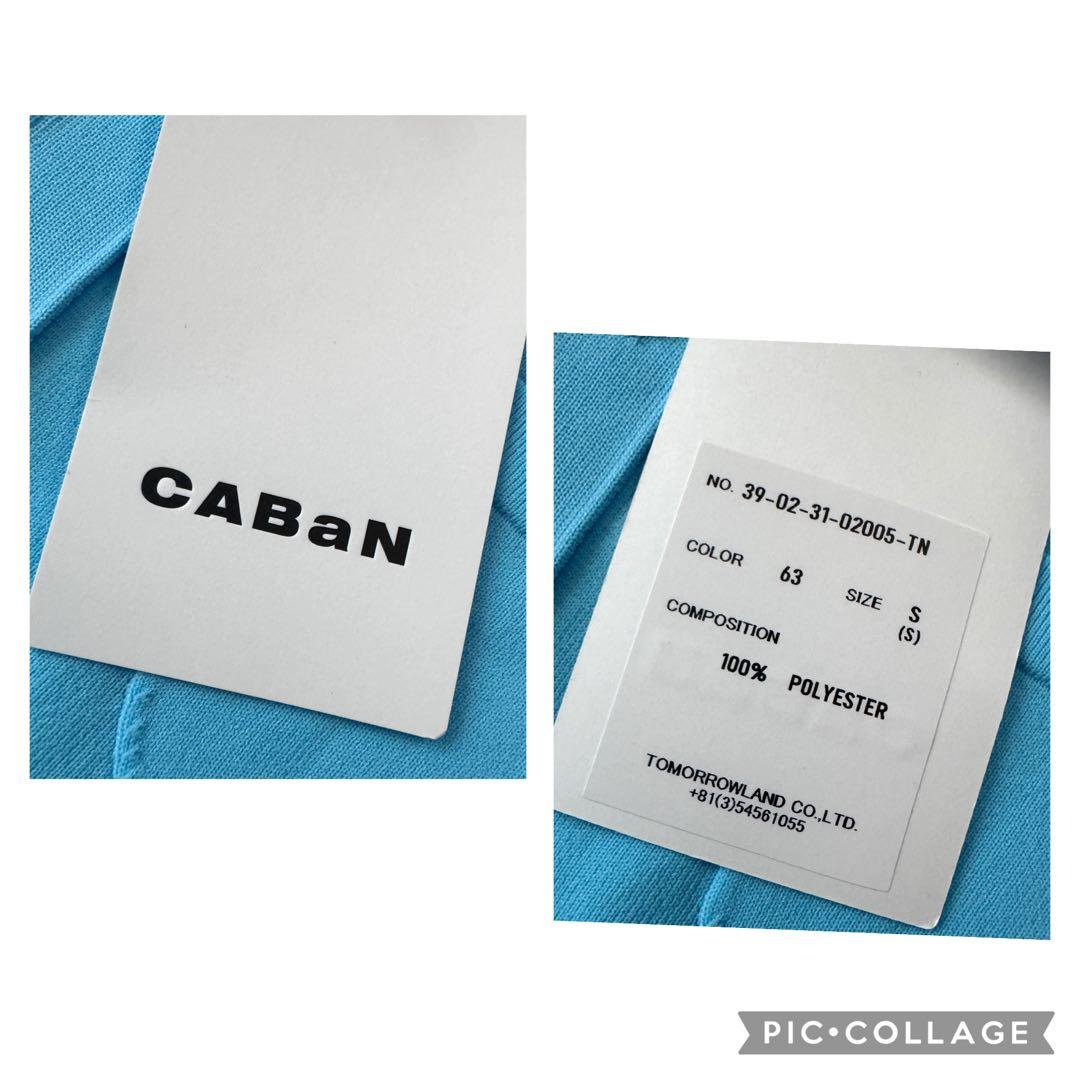 CABaN
NO. 39-02-31-02005-TN
COLOR 63 SIZE S
(S)
COMPOSITION
100% POLYESTER
TOMORROWLAND CO.,LTD.
+81(3)54561055
PIC•COLLAGE